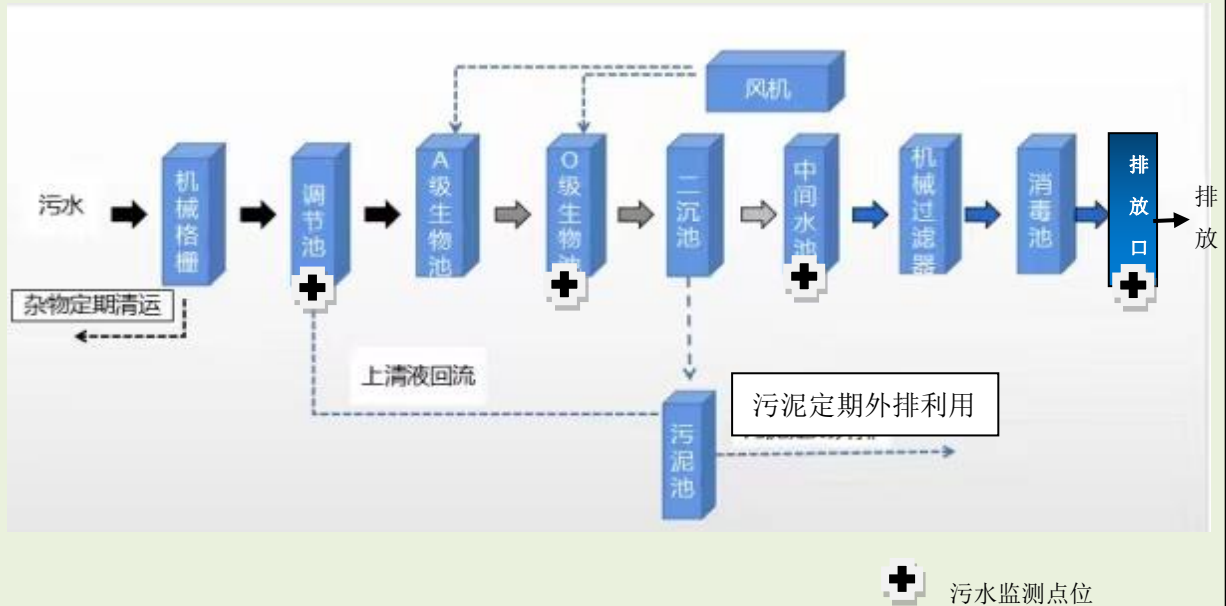 风机
污水
机械格栅
调节池
A级生物池
O级生物池
二沉池
中间水池
机械过滤器
消毒池
排放口
排放
杂物定期清运
上清液回流
污泥池
污泥定期外排利用
污水监测点位